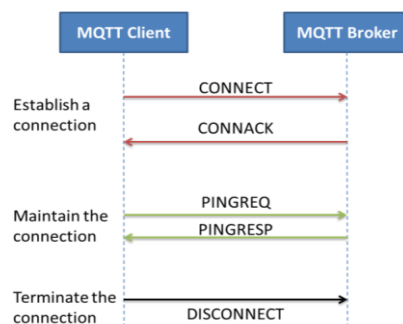 MQTT Client
MQTT Broker
CONNECT
Establish a
connection
CONNACK
PINGREQ
Maintain the
connection
PINGRESP
Terminate the
connection
DISCONNECT